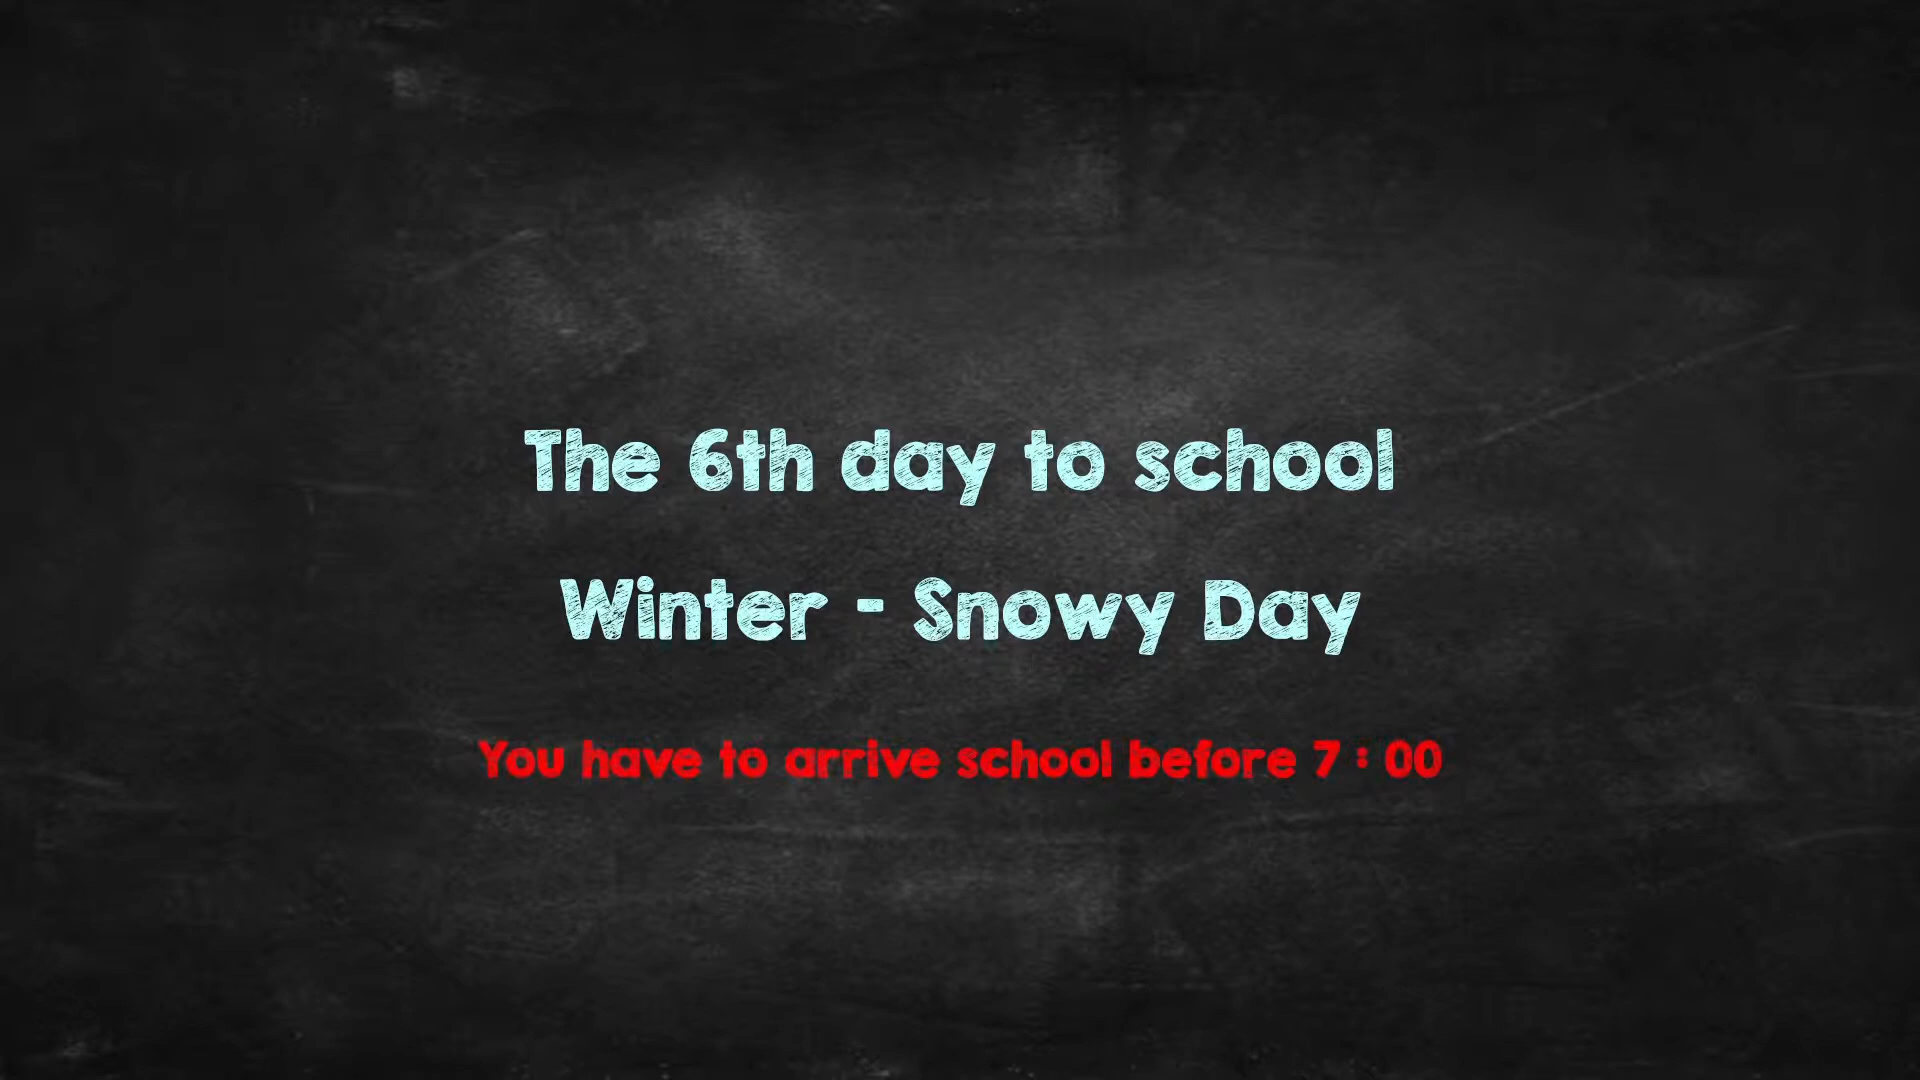 The 6th day to school
Winter - Snowy Day
You have to arrive school before 7 : 00